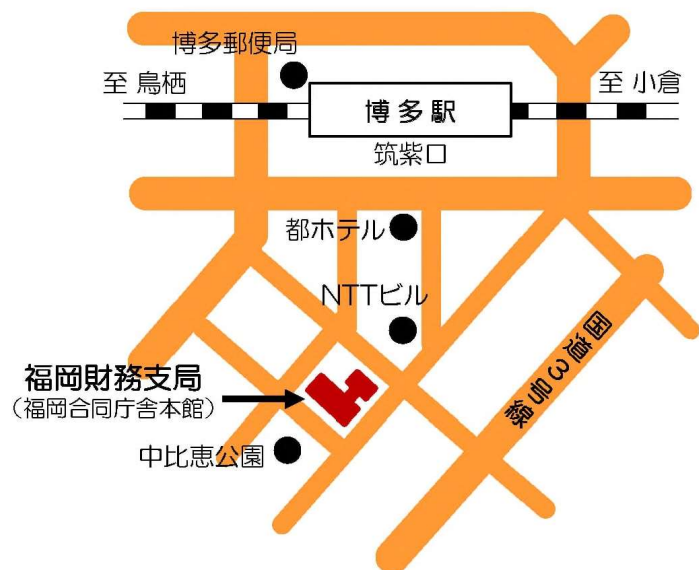 博多郵便局
至 鳥栖
至 小倉
博多駅
筑紫口
都ホテル
NTTビル
国道3号線
福岡財務支局
（福岡合同庁舎本館）
中比恵公園